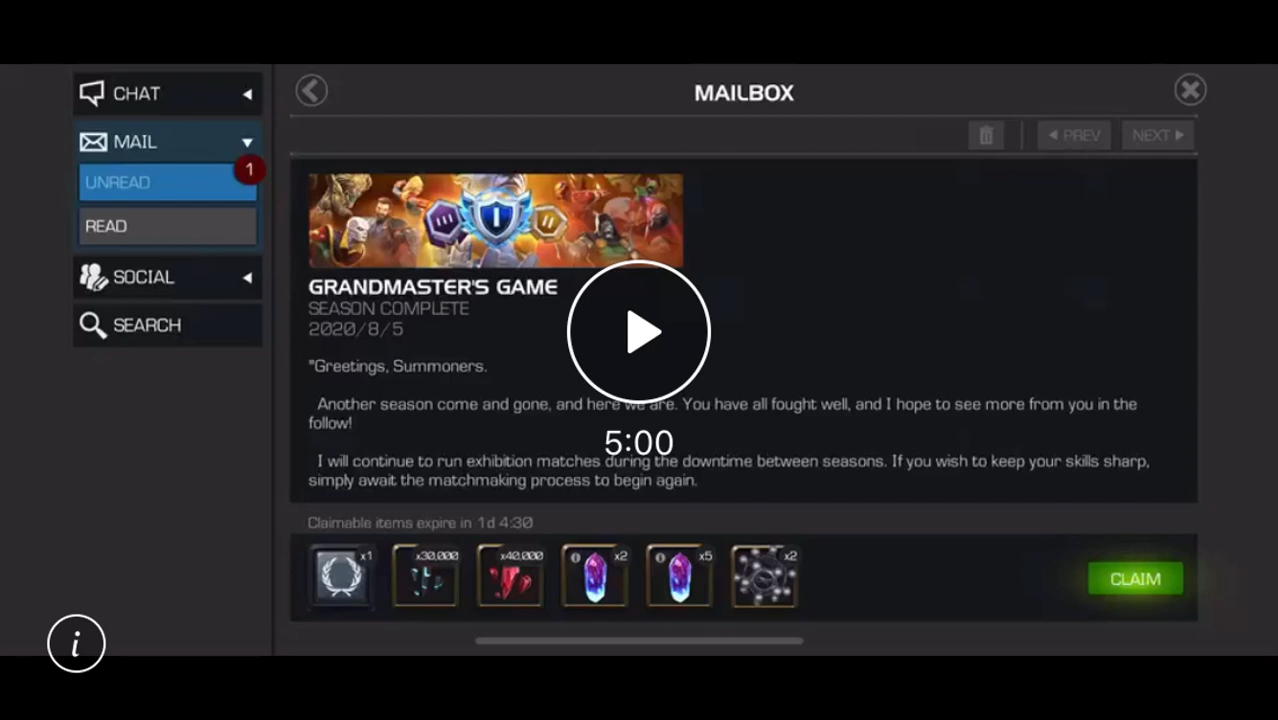 CHAT
MAIL
1
UNREAD
READ
SOCIAL
SEARCH
MAILBOX
PREV
NEXT
III
I
II
GRANDMASTER'S GAME
SEASON COMPLETE
2020/8/5
"Greetings, Summoners.
Another season come and gone, and here we are. You have all fought well, and I hope to see more from you in the
follow!
5:00
I will continue to run exhibition matches during the downtime between seasons. If you wish to keep your skills sharp,
simply await the matchmaking process to begin again.
Claimable items expire in 1d 4:30
x1
x30,000
x40,000
x2
x5
x2
CLAIM
i